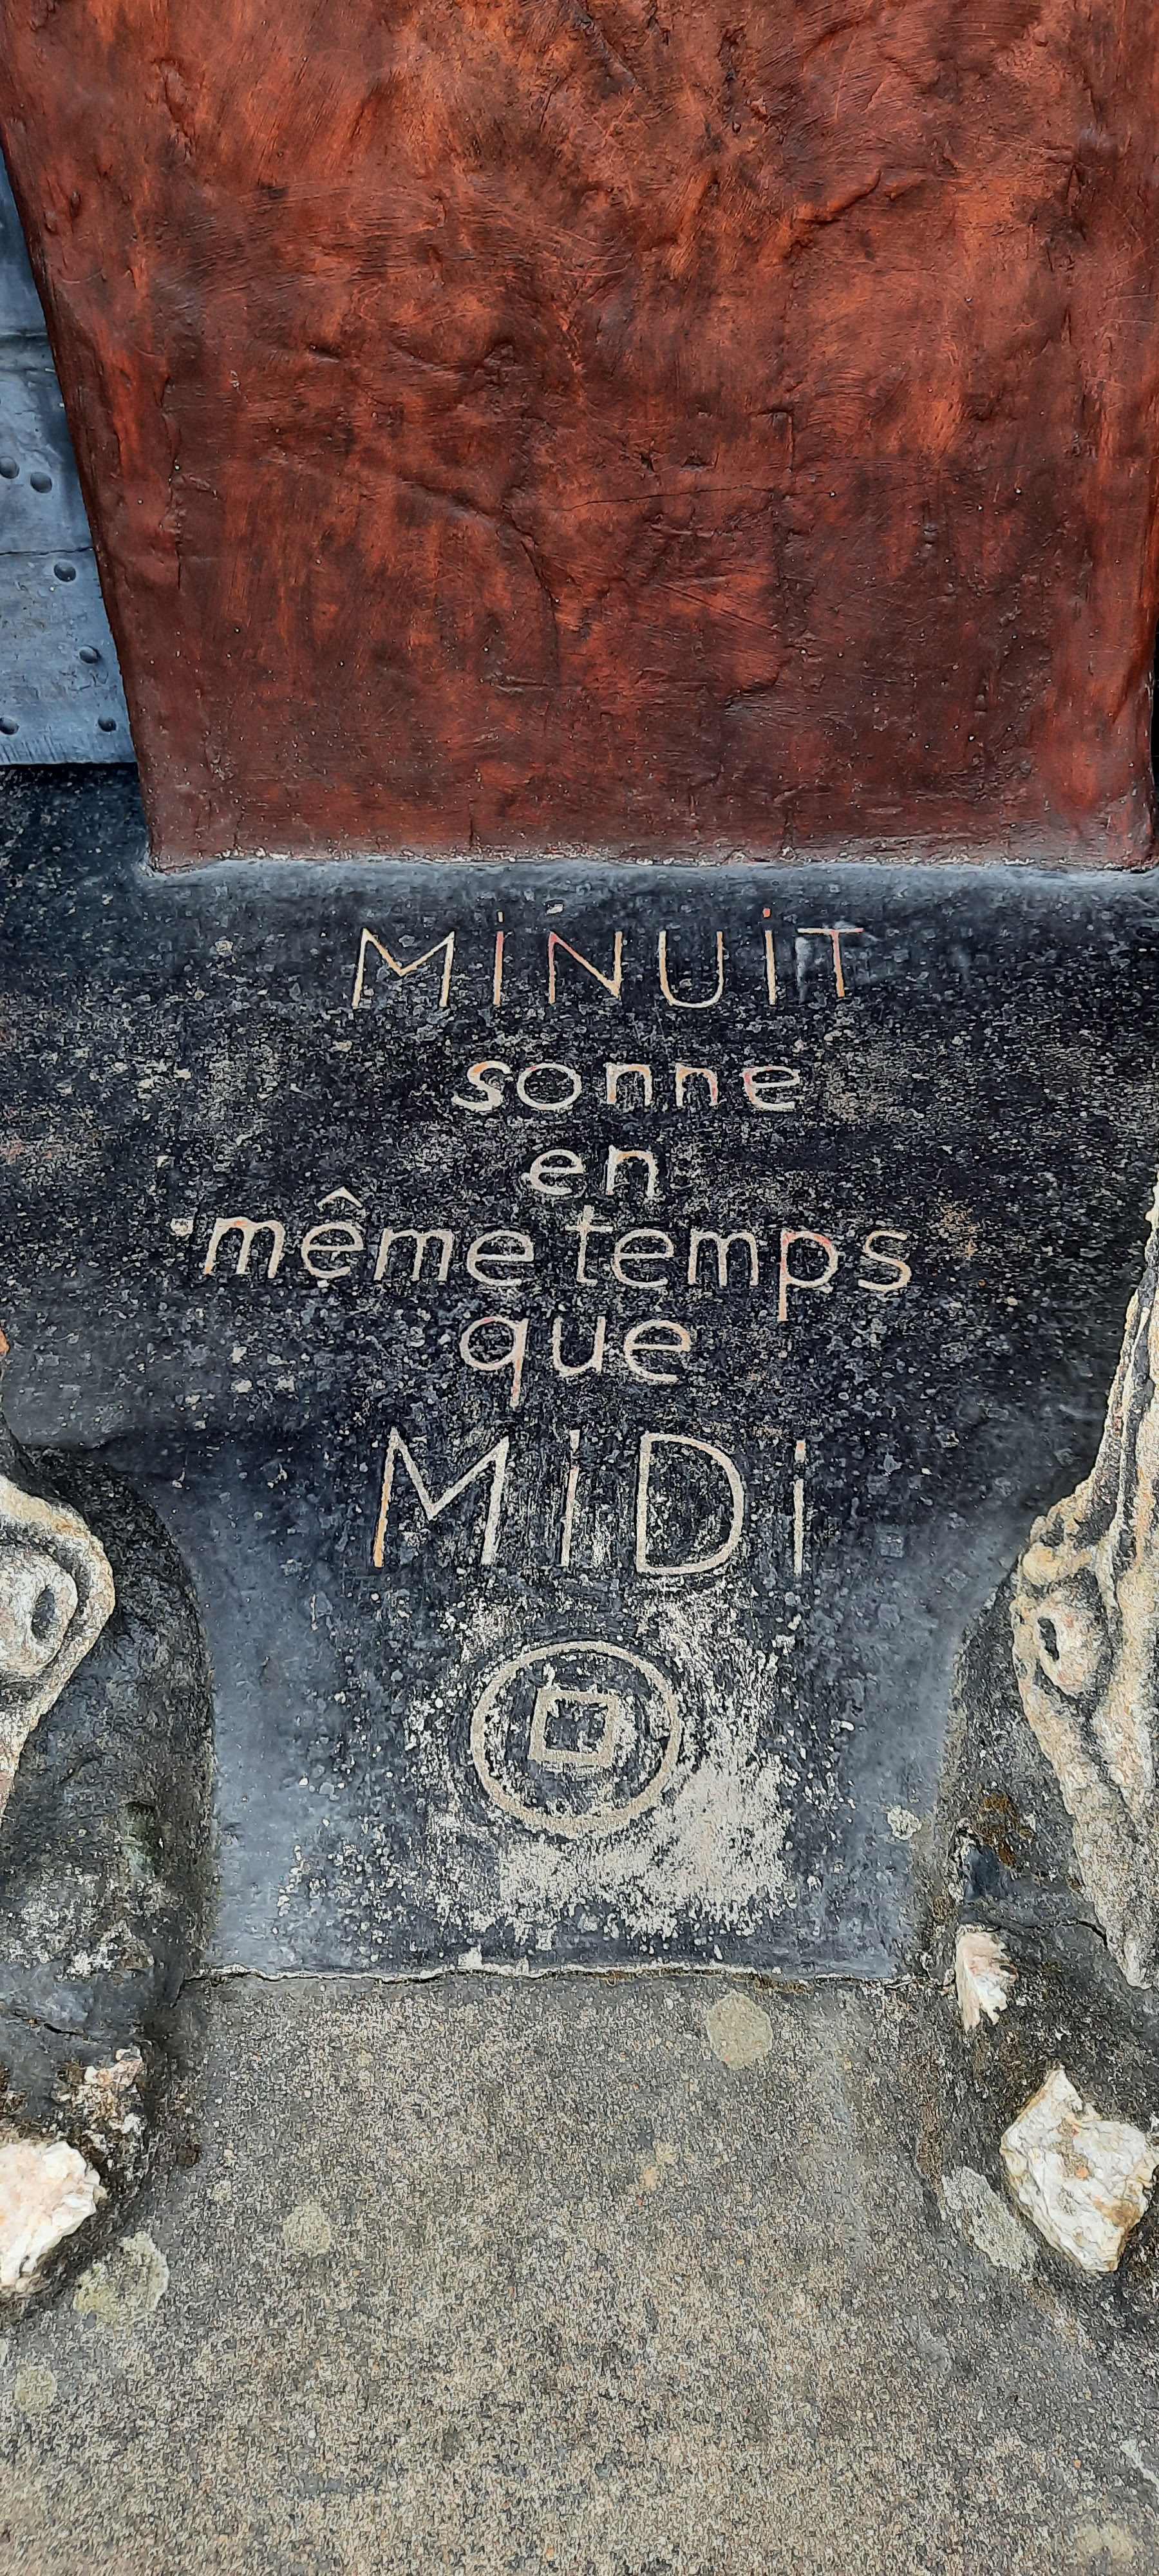 MiNUiT
sonne
en
même temps
que
MiDi